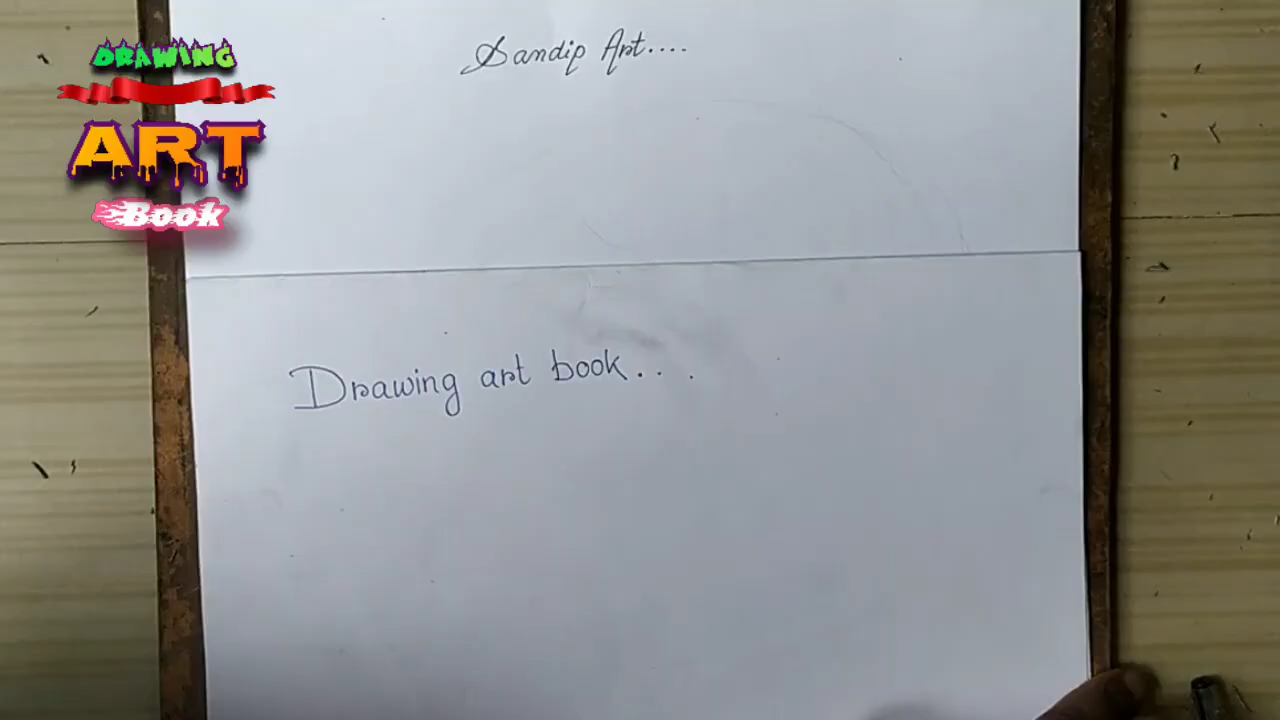 DRAWING
ART
Book
Sandip Art....
Drawing art book...